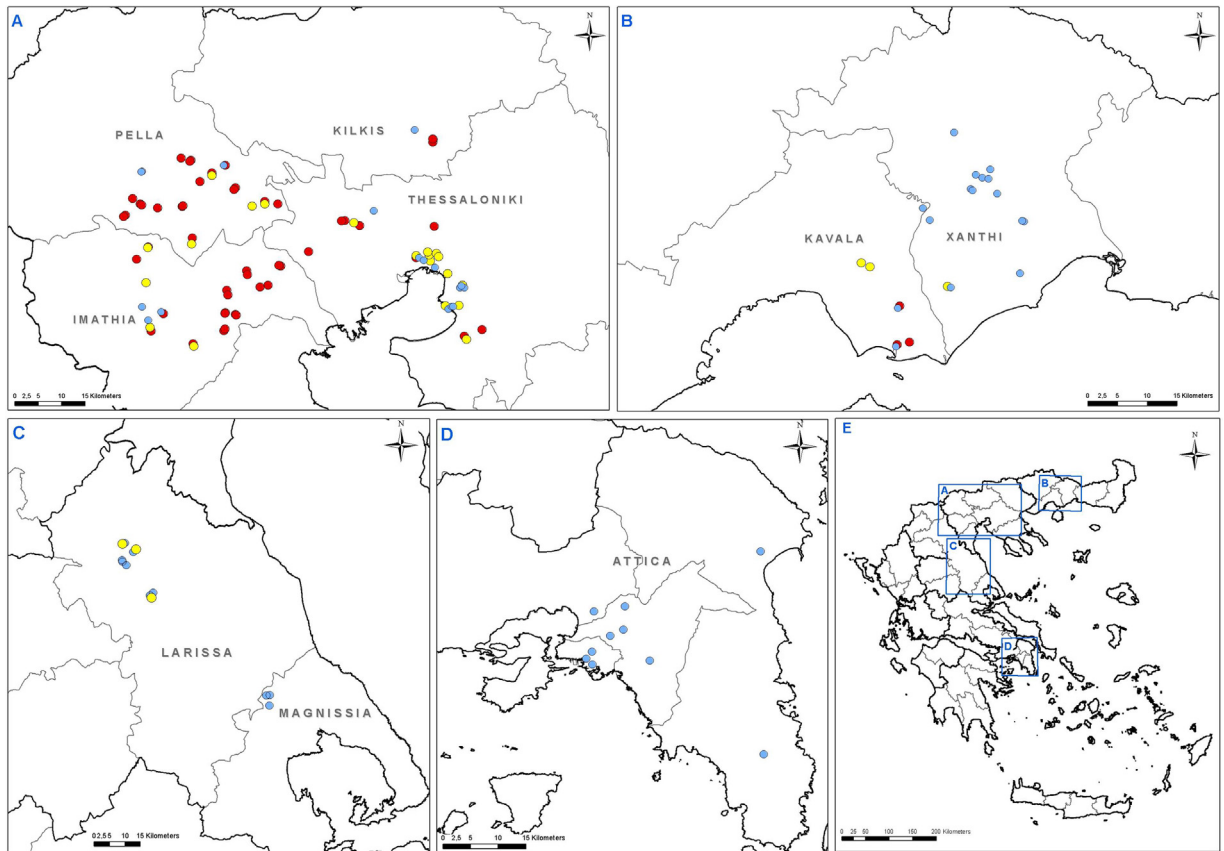 A
N
PELLA
KILKIS
THESSALONIKI
IMATHIA
0 2,5 5 10 15 Kilometers
B
N
KAVALA
XANTHI
0 2,5 5 10 15 Kilometers
C
N
LARISSA
MAGNISSIA
0 2,5 5 10 15 Kilometers
D
N
ATTICA
0 2,5 5 10 15 Kilometers
E
N
A
B
C
D
0 25 50 100 150 200 Kilometers